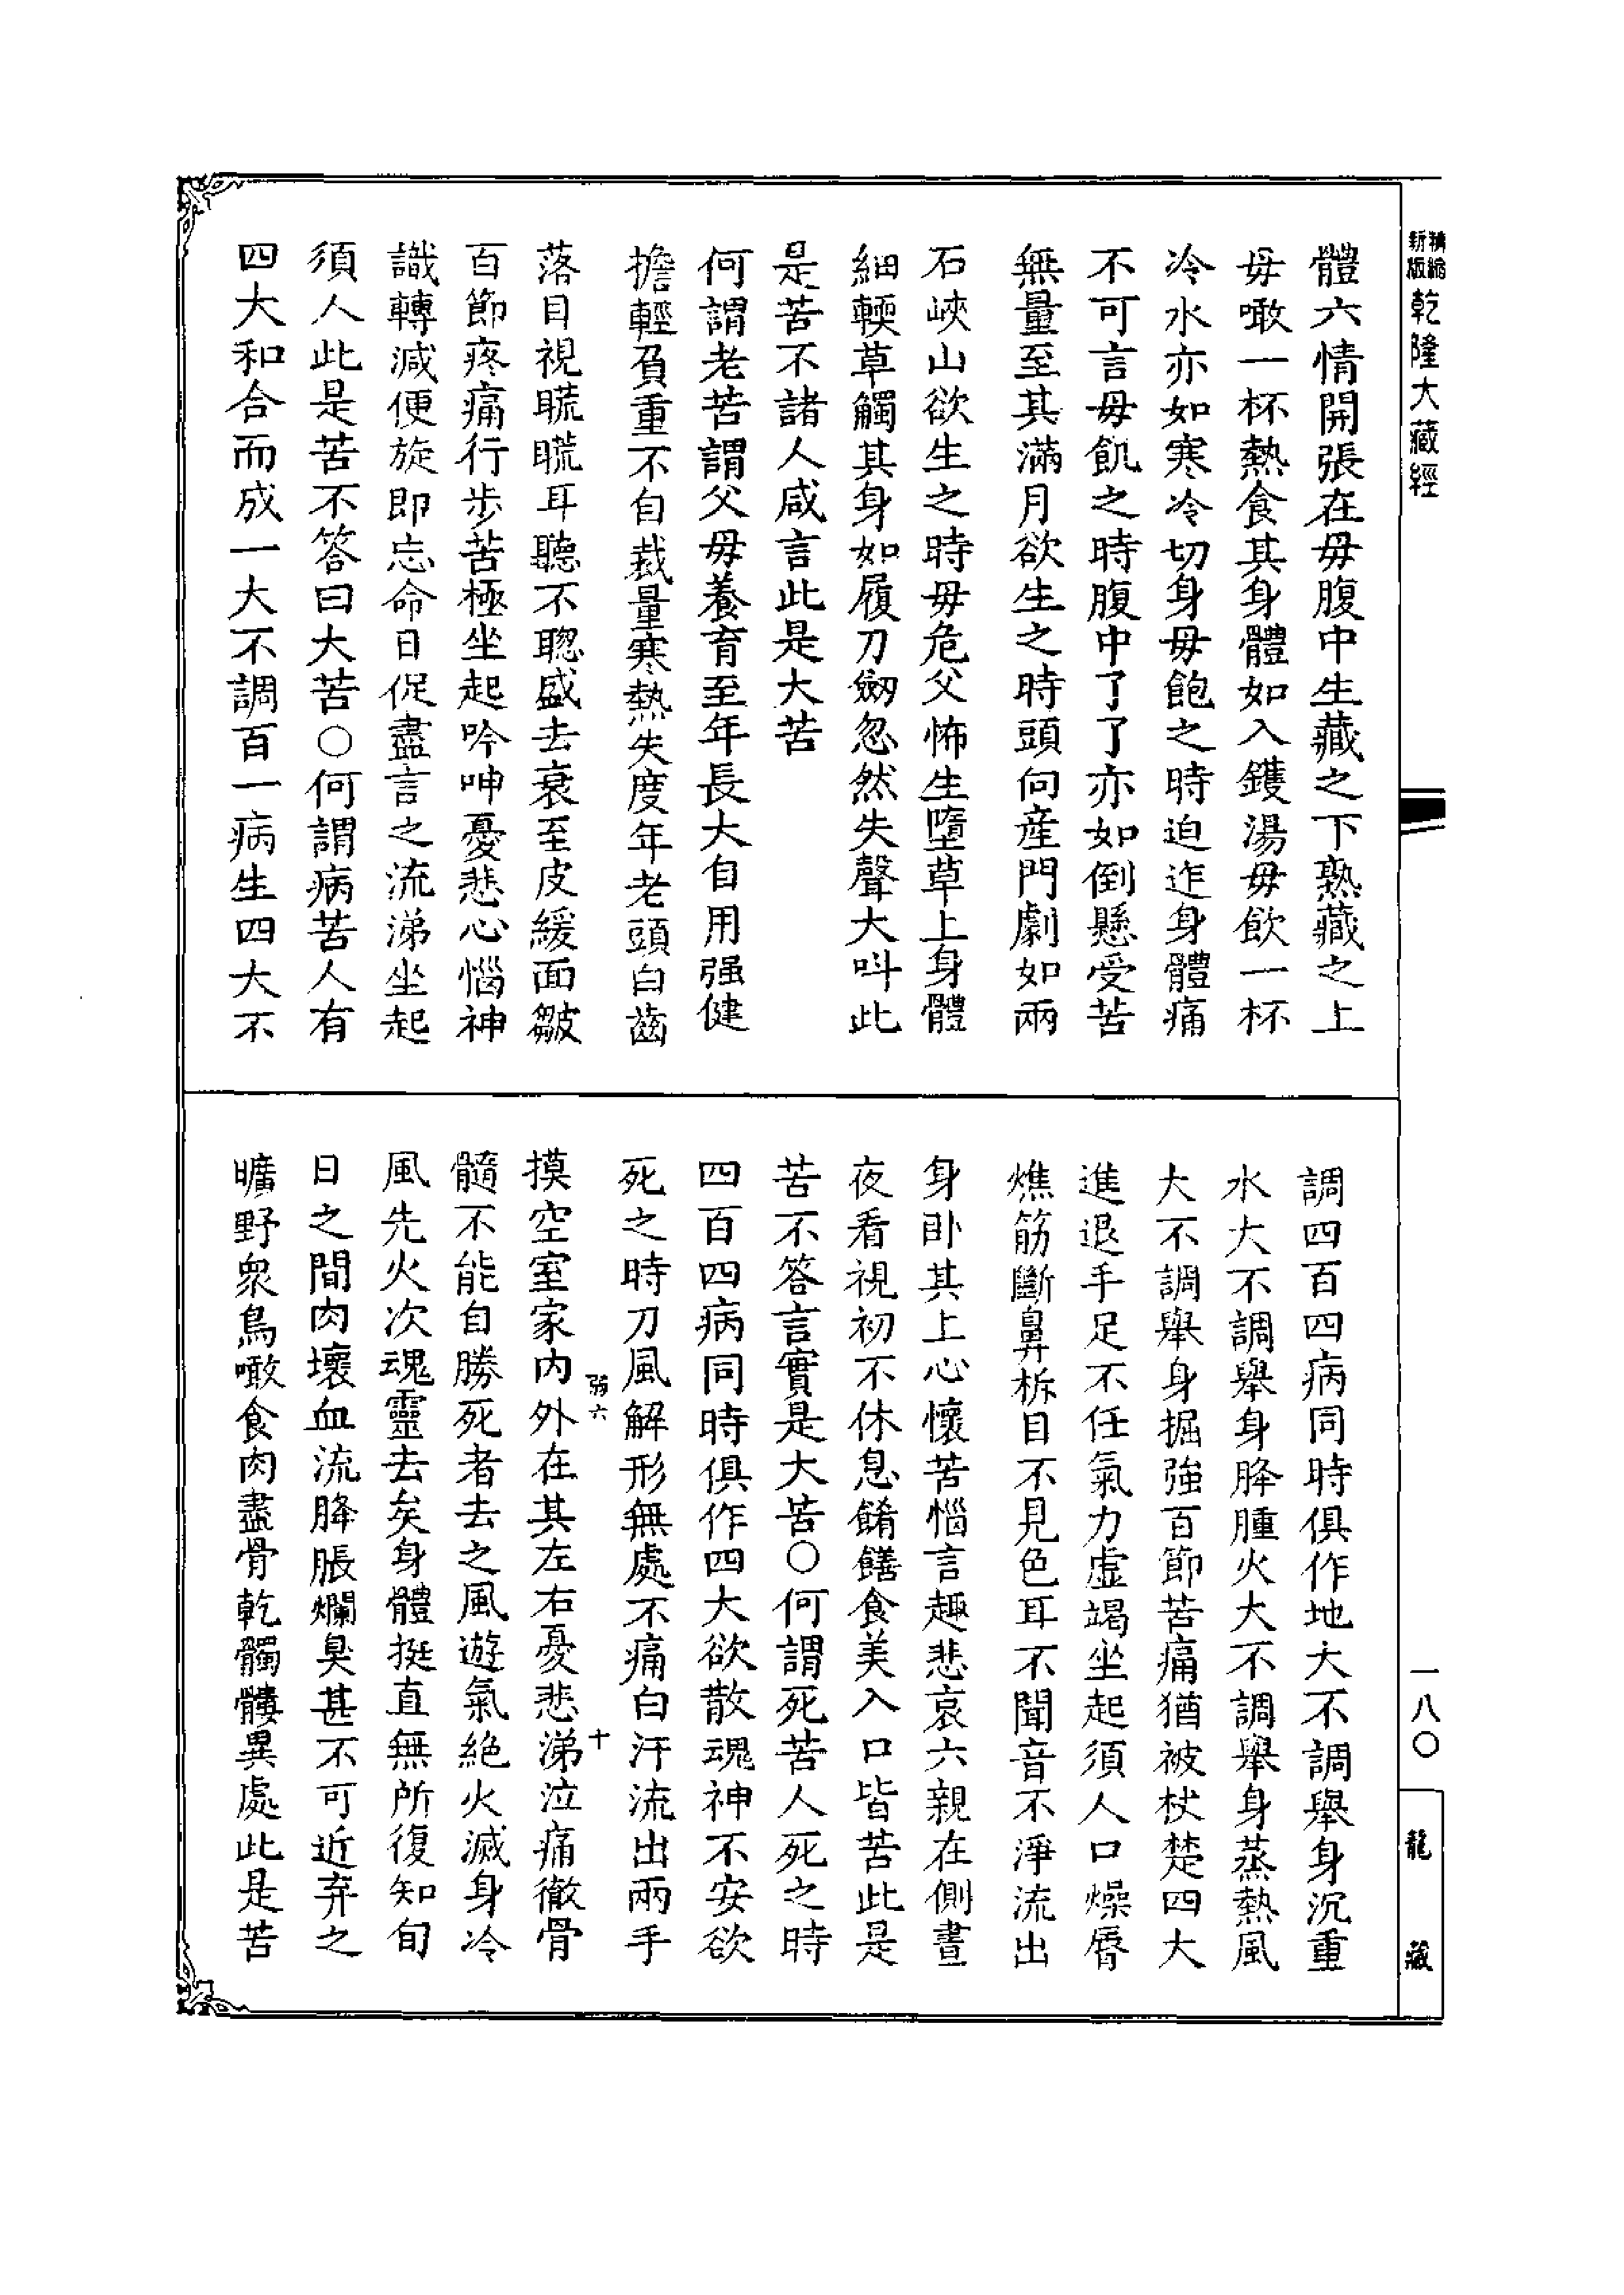 精縮新版乾隆大藏經
體六情開張在毋腹中生藏之下熟藏之上
毋噉一杯熱食其身體如入鑊湯毋飲一杯
冷水亦如寒冷切身毋飽之時迫迮身體痛
不可言毋飢之時腹中了了亦如倒懸受苦
無量至其滿月欲生之時頭向産門劇如兩
石峽山欲生之時毋危父怖生墮草上身體
細輭草觸其身如履刀劒忽然失聲大呌此
是苦不諸人咸言此是大苦
何謂老苦謂父毋養育至年長大自用强健
擔輕負重不自裁量寒熱失度年老頭白齒
落目視䀮䀮耳聽不聰盛去衰至皮緩面皺
百節疼痛行步苦極坐起吟呻憂悲心惱神
識轉減便旋即忘命日促盡言之流涕坐起
須人此是苦不答曰大苦○何謂病苦人有
四大和合而成一大不調百一病生四大不
調四百四病同時俱作地大不調舉身沉重
水大不調舉身胮腫火大不調舉身蒸熱風
大不調舉身掘強百節苦痛猶被杖楚四大
進退手足不任氣力虛竭坐起須人口燥脣
燋筋斷鼻柝目不見色耳不聞音不淨流出
身卧其上心懷苦惱言趣悲哀六親在側晝
夜看視初不休息餚饍食美入口皆苦此是
苦不答言實是大苦○何謂死苦人死之時
四百四病同時俱作四大欲散魂神不安欲
死之時刀風解形無處不痛白汗流出兩手
弱六
十
摸空室家內外在其左右憂悲涕泣痛徹骨
髓不能自勝死者去之風遊氣絶火滅身冷
風先火次魂靈去矣身體挺直無所復知旬
日之間肉壞血流胮脹爛臭甚不可近弃之
曠野衆鳥噉食肉盡骨乾髑髏異處此是苦
一八○
龍藏